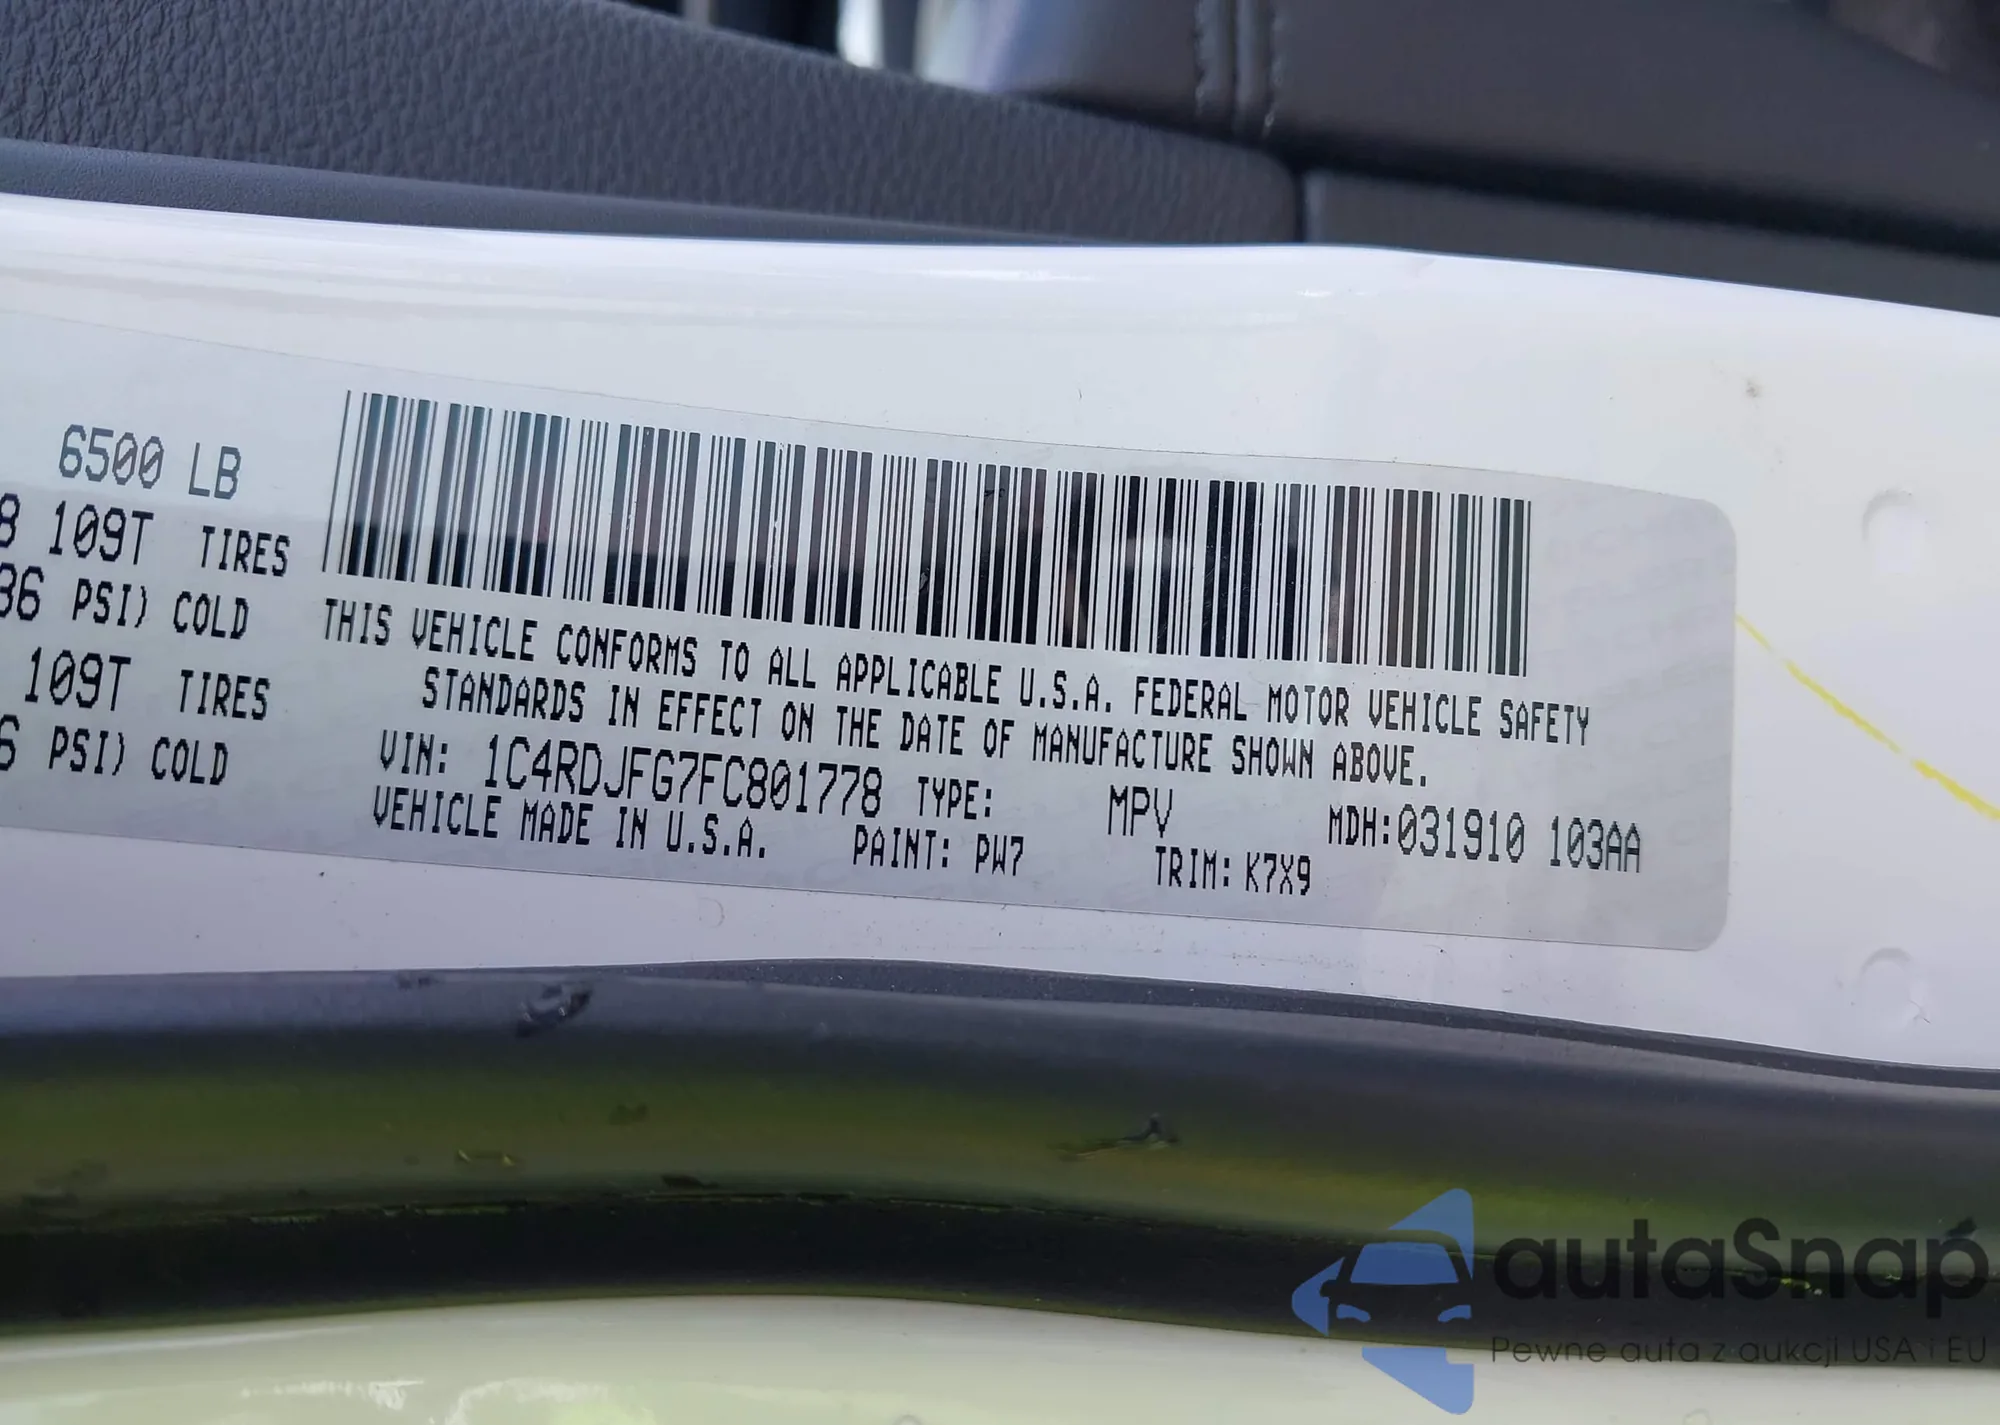 6500 LB
8 109T TIRES
36 PSI) COLD
109T TIRES
6 PSI) COLD
THIS VEHICLE CONFORMS TO ALL APPLICABLE U.S.A. FEDERAL MOTOR VEHICLE SAFETY
STANDARDS IN EFFECT ON THE DATE OF MANUFACTURE SHOWN ABOVE.
VIN: 1C4RDJFG7FC801778 TYPE: MPV MDH:031910 103AA
VEHICLE MADE IN U.S.A. PAINT: PW7 TRIM: K7X9
autaSnap
Pewne auta z aukcji USA i EU